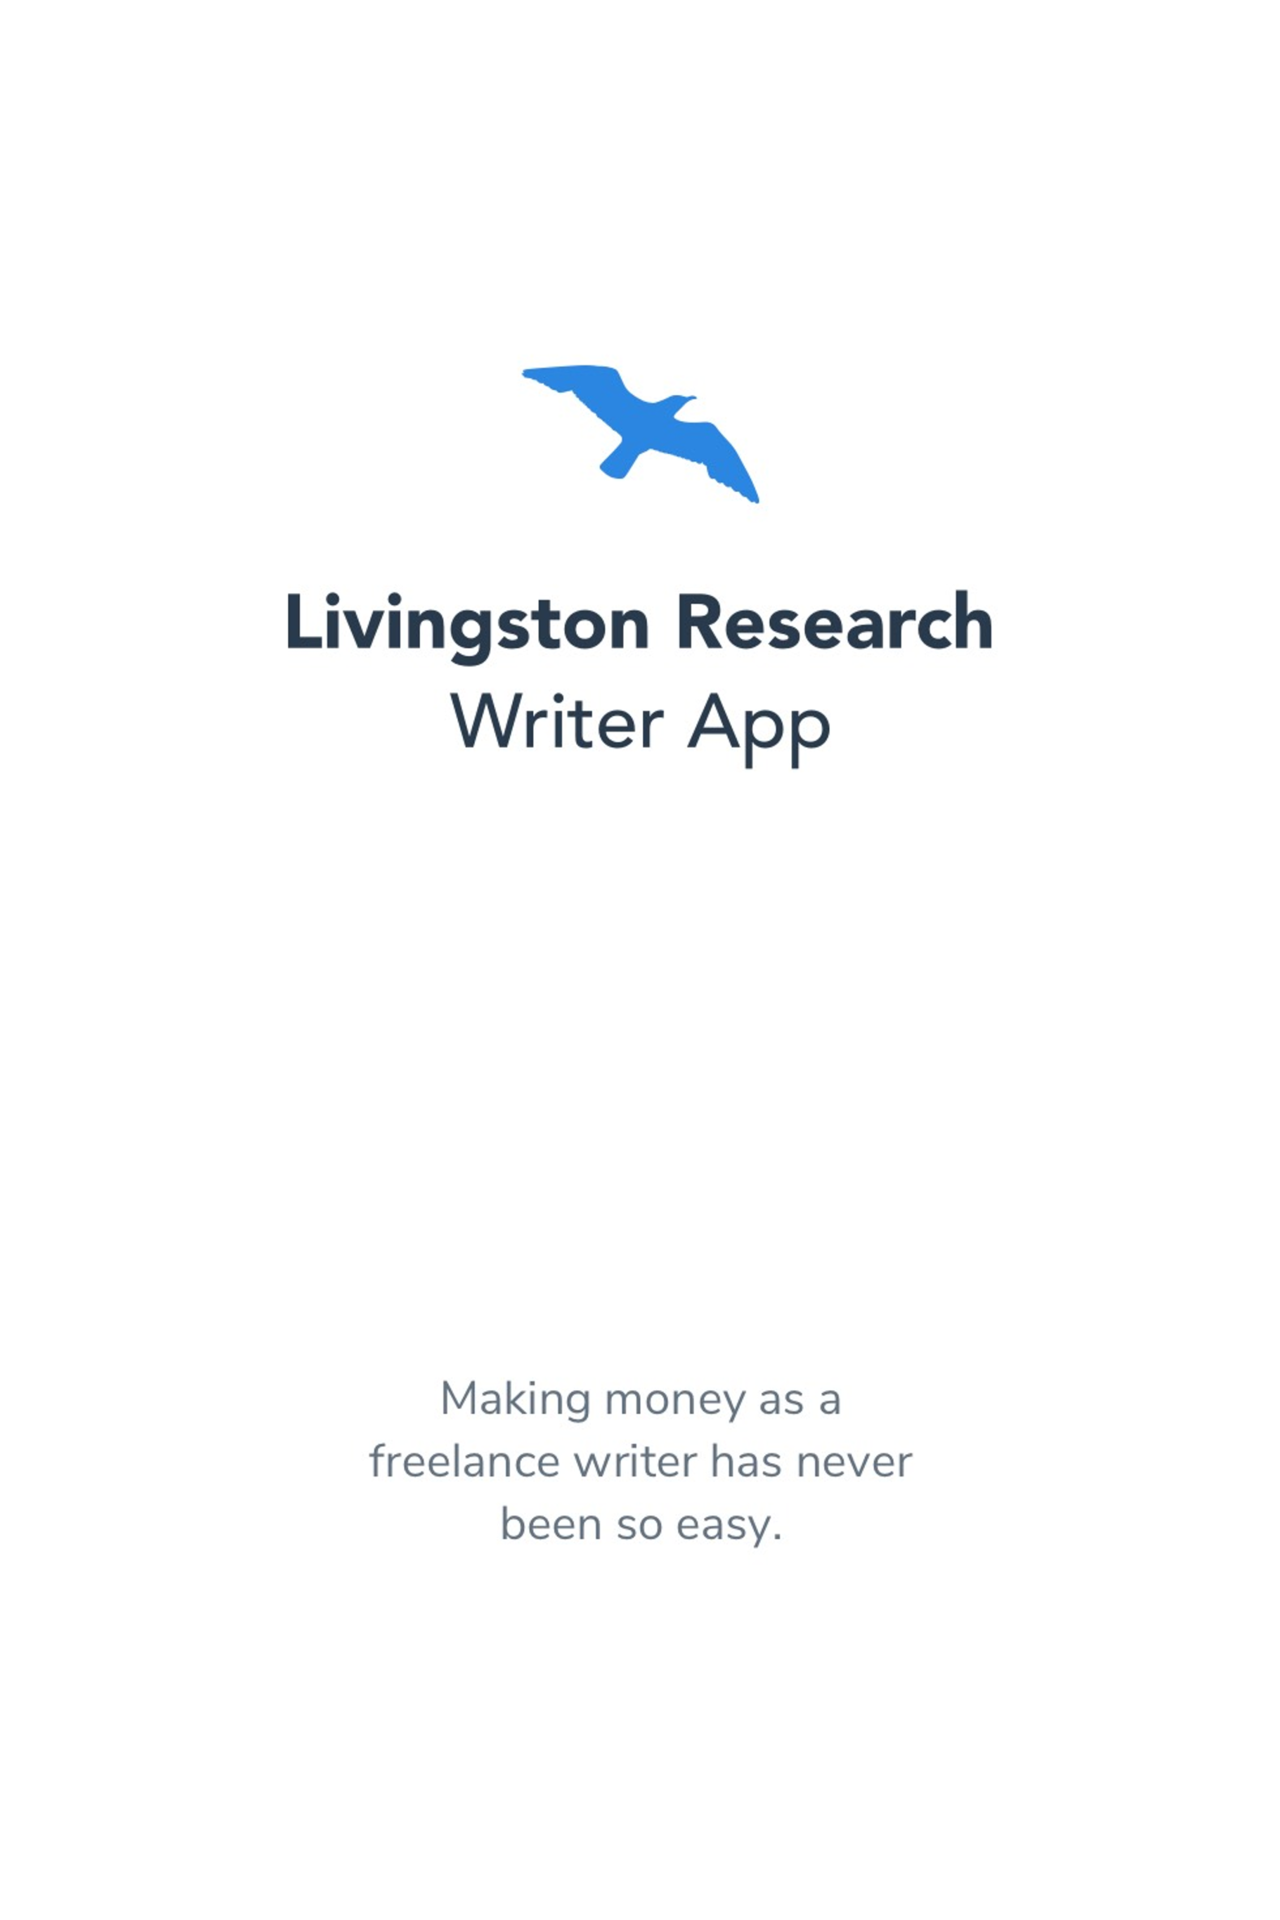 Livingston Research
Writer App
Making money as a
freelance writer has never
been so easy.